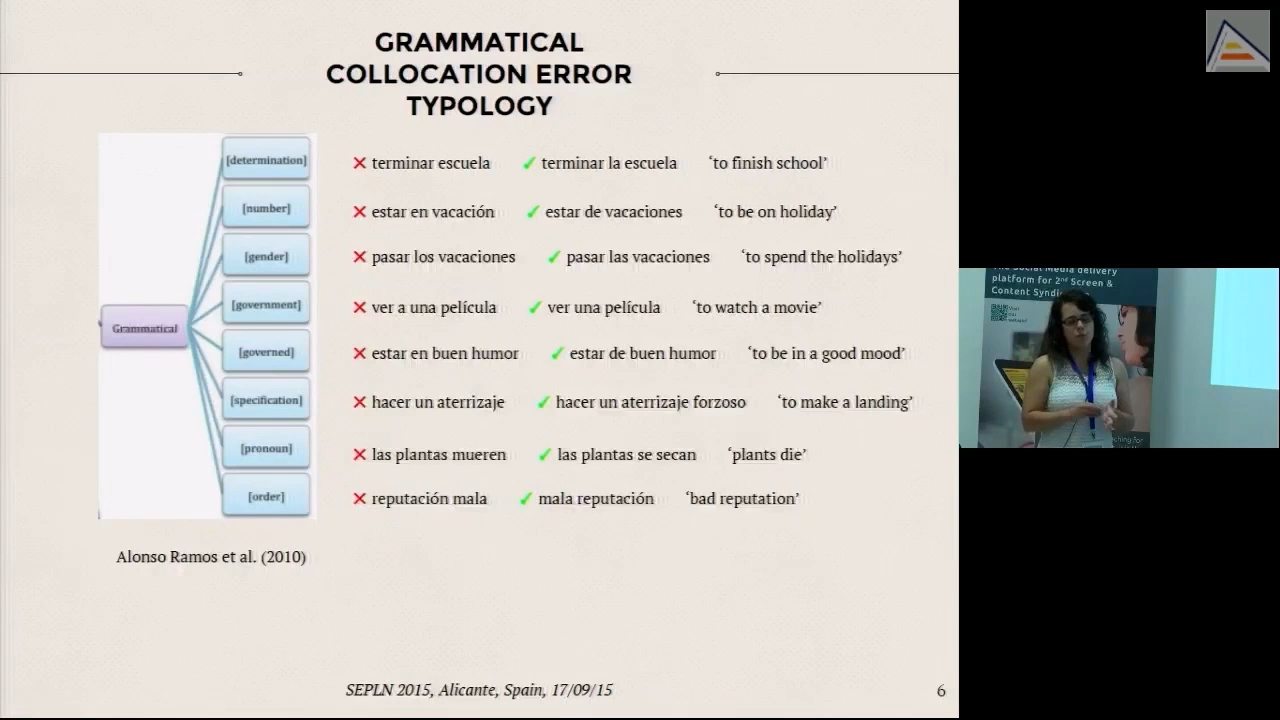 GRAMMATICAL
COLLOCATION ERROR
TYPOLOGY
Grammatical
[determination]
✕ terminar escuela ✓ terminar la escuela ‘to finish school’
[number]
✕ estar en vacación ✓ estar de vacaciones ‘to be on holiday’
[gender]
✕ pasar los vacaciones ✓ pasar las vacaciones ‘to spend the holidays’
[government]
✕ ver a una película ✓ ver una película ‘to watch a movie’
[governed]
✕ estar en buen humor ✓ estar de buen humor ‘to be in a good mood’
[specification]
✕ hacer un aterrizaje ✓ hacer un aterrizaje forzoso ‘to make a landing’
[pronoun]
✕ las plantas mueren ✓ las plantas se secan ‘plants die’
[order]
✕ reputación mala ✓ mala reputación ‘bad reputation’
Alonso Ramos et al. (2010)
SEPLN 2015, Alicante, Spain, 17/09/15
6
The Social Media delivery
platform for 2nd Screen &
Content